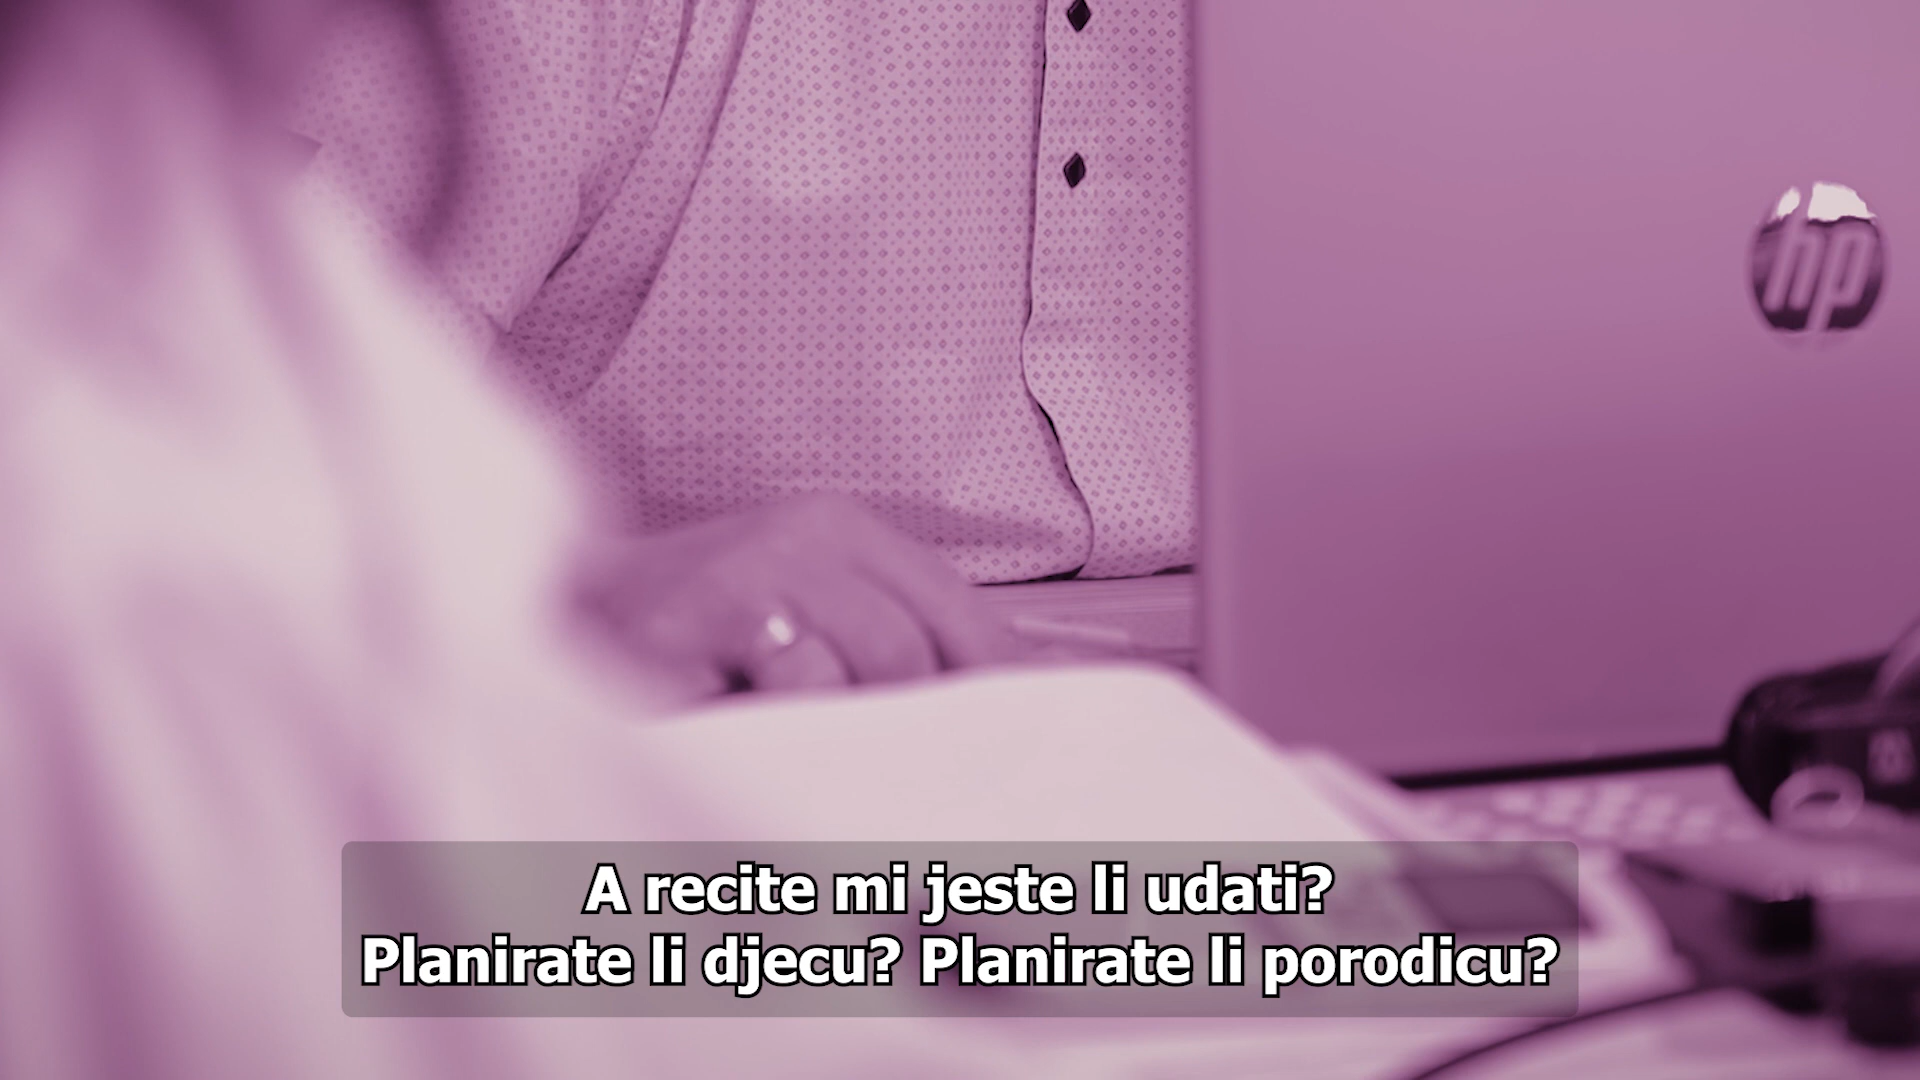 hp
A recite mi jeste li udati?
Planirate li djecu? Planirate li porodicu?